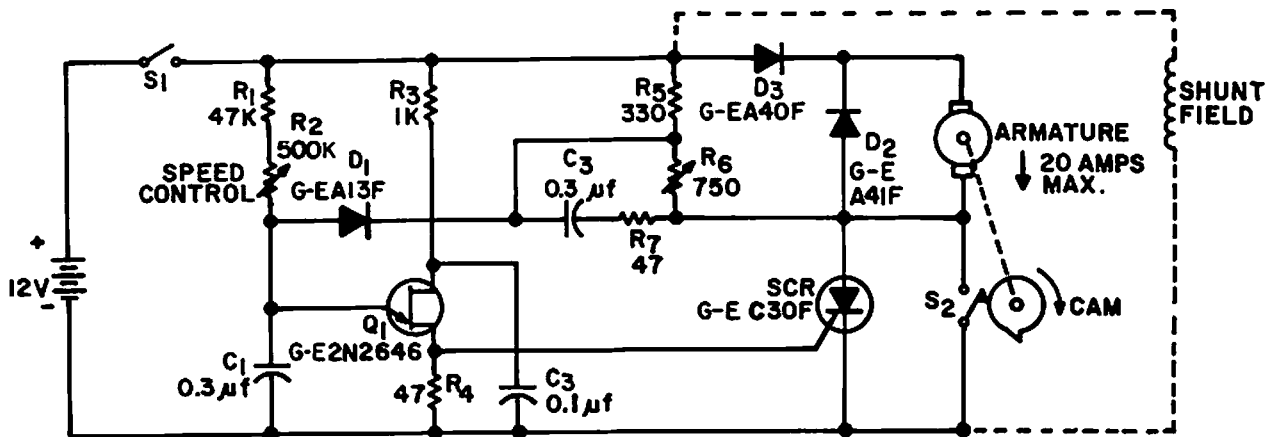 S1
R1
47K
R2
500K
SPEED
CONTROL
D1
G-EA13F
R3
1K
C3
0.3 μf
R5
330
R6
750
R7
47
D3
G-EA40F
D2
G-E
A41F
ARMATURE
↓ 20 AMPS
MAX.
SHUNT
FIELD
+
12V
-
Q1
G-E2N2646
C1
0.3 μf
47
R4
C3
0.1 μf
SCR
G-E C30F
S2
CAM